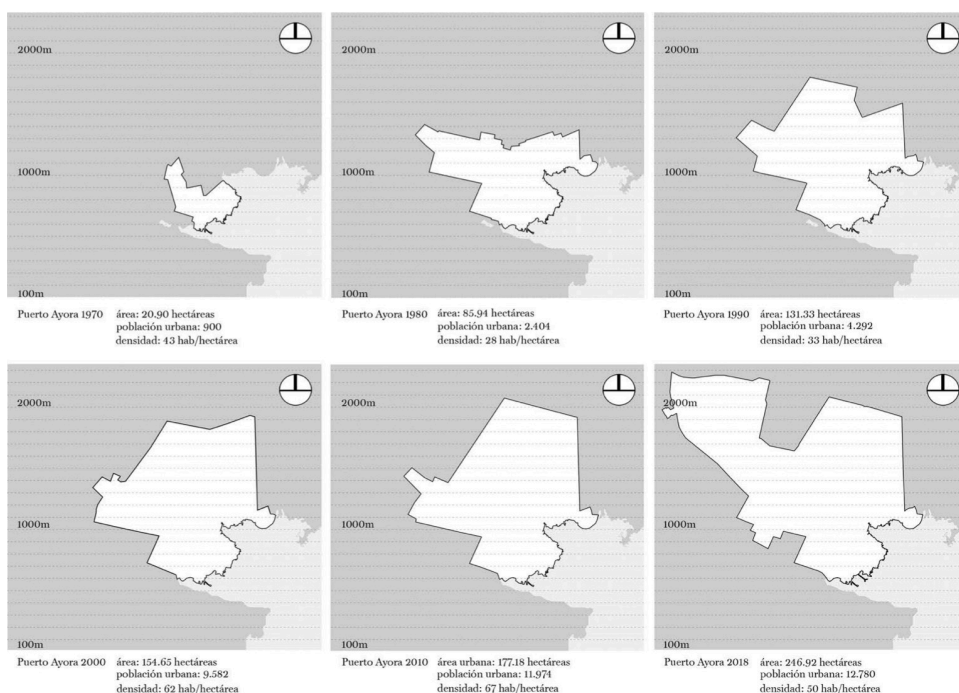 2000m
1000m
100m
Puerto Ayora 1970 área: 20.90 hectáreas
población urbana: 900
densidad: 43 hab/hectárea
2000m
1000m
100m
Puerto Ayora 1980 área: 85.94 hectáreas
población urbana: 2.404
densidad: 28 hab/hectárea
2000m
1000m
100m
Puerto Ayora 1990 área: 131.33 hectáreas
población urbana: 4.292
densidad: 33 hab/hectárea
2000m
1000m
100m
Puerto Ayora 2000 área: 154.65 hectáreas
población urbana: 9.582
densidad: 62 hab/hectárea
2000m
1000m
100m
Puerto Ayora 2010 área urbana: 177.18 hectáreas
población urbana: 11.974
densidad: 67 hab/hectárea
2000m
1000m
100m
Puerto Ayora 2018 área: 246.92 hectáreas
población urbana: 12.780
densidad: 50 hab/hectárea